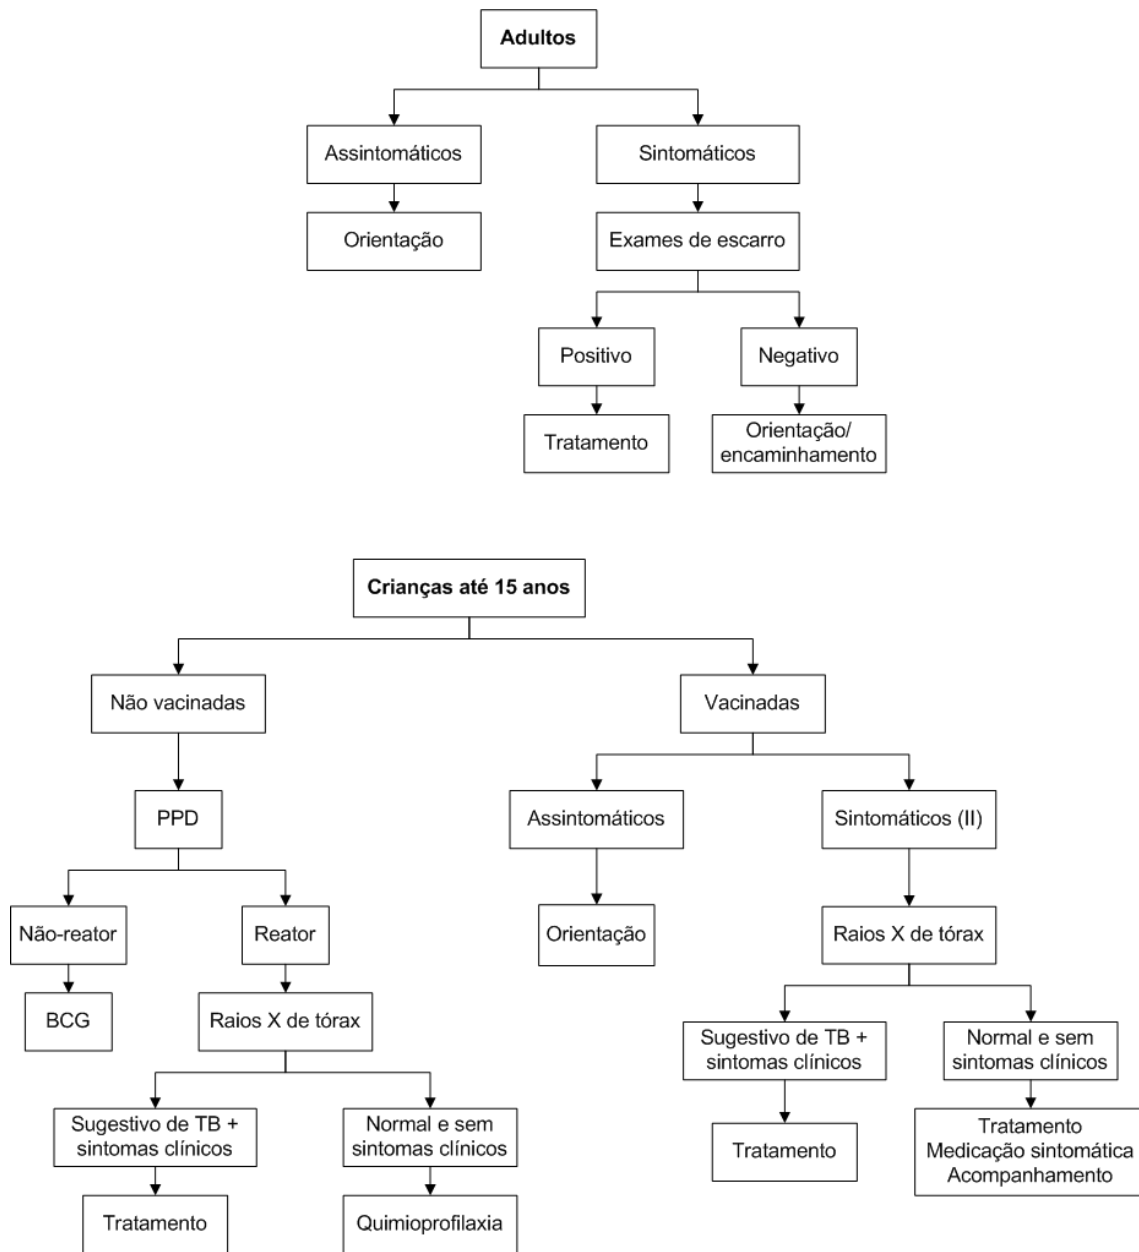 Adultos
Assintomáticos
Sintomáticos
Orientação
Exames de escarro
Positivo
Negativo
Tratamento
Orientação/
encaminhamento
Crianças até 15 anos
Não vacinadas
Vacinadas
PPD
Assintomáticos
Sintomáticos (II)
Não-reator
Reator
Orientação
Raios X de tórax
BCG
Raios X de tórax
Sugestivo de TB +
sintomas clínicos
Normal e sem
sintomas clínicos
Sugestivo de TB +
sintomas clínicos
Normal e sem
sintomas clínicos
Tratamento
Tratamento
Medicação sintomática
Acompanhamento
Tratamento
Quimioprofilaxia